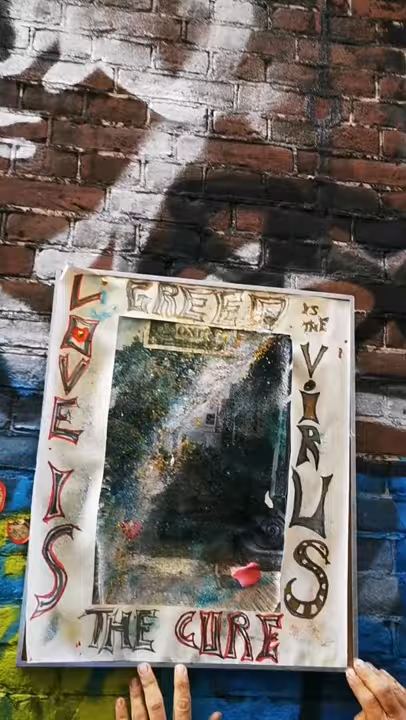 GREED
IS
THE
VIRUS
LOVE IS
THE CURE